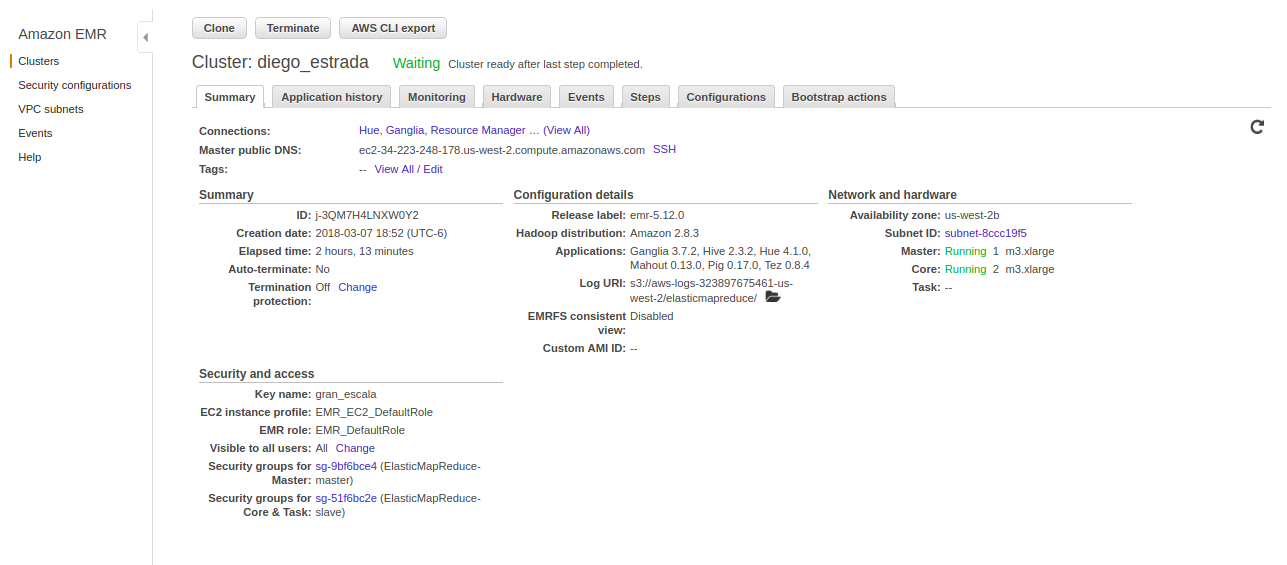 Amazon EMR
Clusters
Security configurations
VPC subnets
Events
Help
Clone Terminate AWS CLI export
Cluster: diego_estrada Waiting Cluster ready after last step completed.
Summary Application history Monitoring Hardware Events Steps Configurations Bootstrap actions
Connections: Hue, Ganglia, Resource Manager … (View All)
Master public DNS: ec2-34-223-248-178.us-west-2.compute.amazonaws.com SSH
Tags: -- View All / Edit
Summary
ID: j-3QM7H4LNXW0Y2
Creation date: 2018-03-07 18:52 (UTC-6)
Elapsed time: 2 hours, 13 minutes
Auto-terminate: No
Termination Off Change
protection:
Configuration details
Release label: emr-5.12.0
Hadoop distribution: Amazon 2.8.3
Applications: Ganglia 3.7.2, Hive 2.3.2, Hue 4.1.0,
Mahout 0.13.0, Pig 0.17.0, Tez 0.8.4
Log URI: s3://aws-logs-323897675461-us-
west-2/elasticmapreduce/
EMRFS consistent Disabled
view:
Custom AMI ID: --
Network and hardware
Availability zone: us-west-2b
Subnet ID: subnet-8ccc19f5
Master: Running 1 m3.xlarge
Core: Running 2 m3.xlarge
Task: --
Security and access
Key name: gran_escala
EC2 instance profile: EMR_EC2_DefaultRole
EMR role: EMR_DefaultRole
Visible to all users: All Change
Security groups for sg-9bf6bce4 (ElasticMapReduce-
Master: master)
Security groups for sg-51f6bc2e (ElasticMapReduce-
Core & Task: slave)